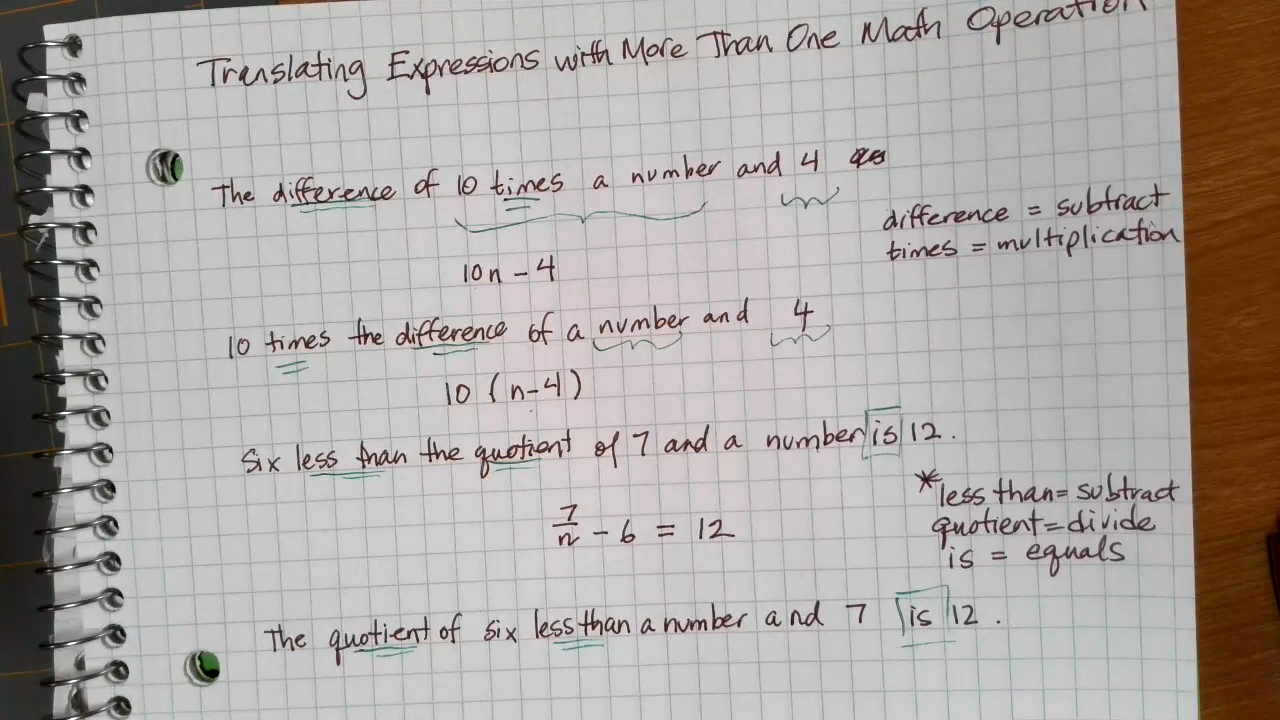 Translating Expressions with More Than One Math Operation
The difference of 10 times a number and 4
difference = subtract
times = multiplication
10n - 4
10 times the difference of a number and 4
10 (n-4)
Six less than the quotient of 7 and a number is 12.
*less than = subtract
quotient = divide
is = equals
7/n - 6 = 12
The quotient of six less than a number and 7 is 12.